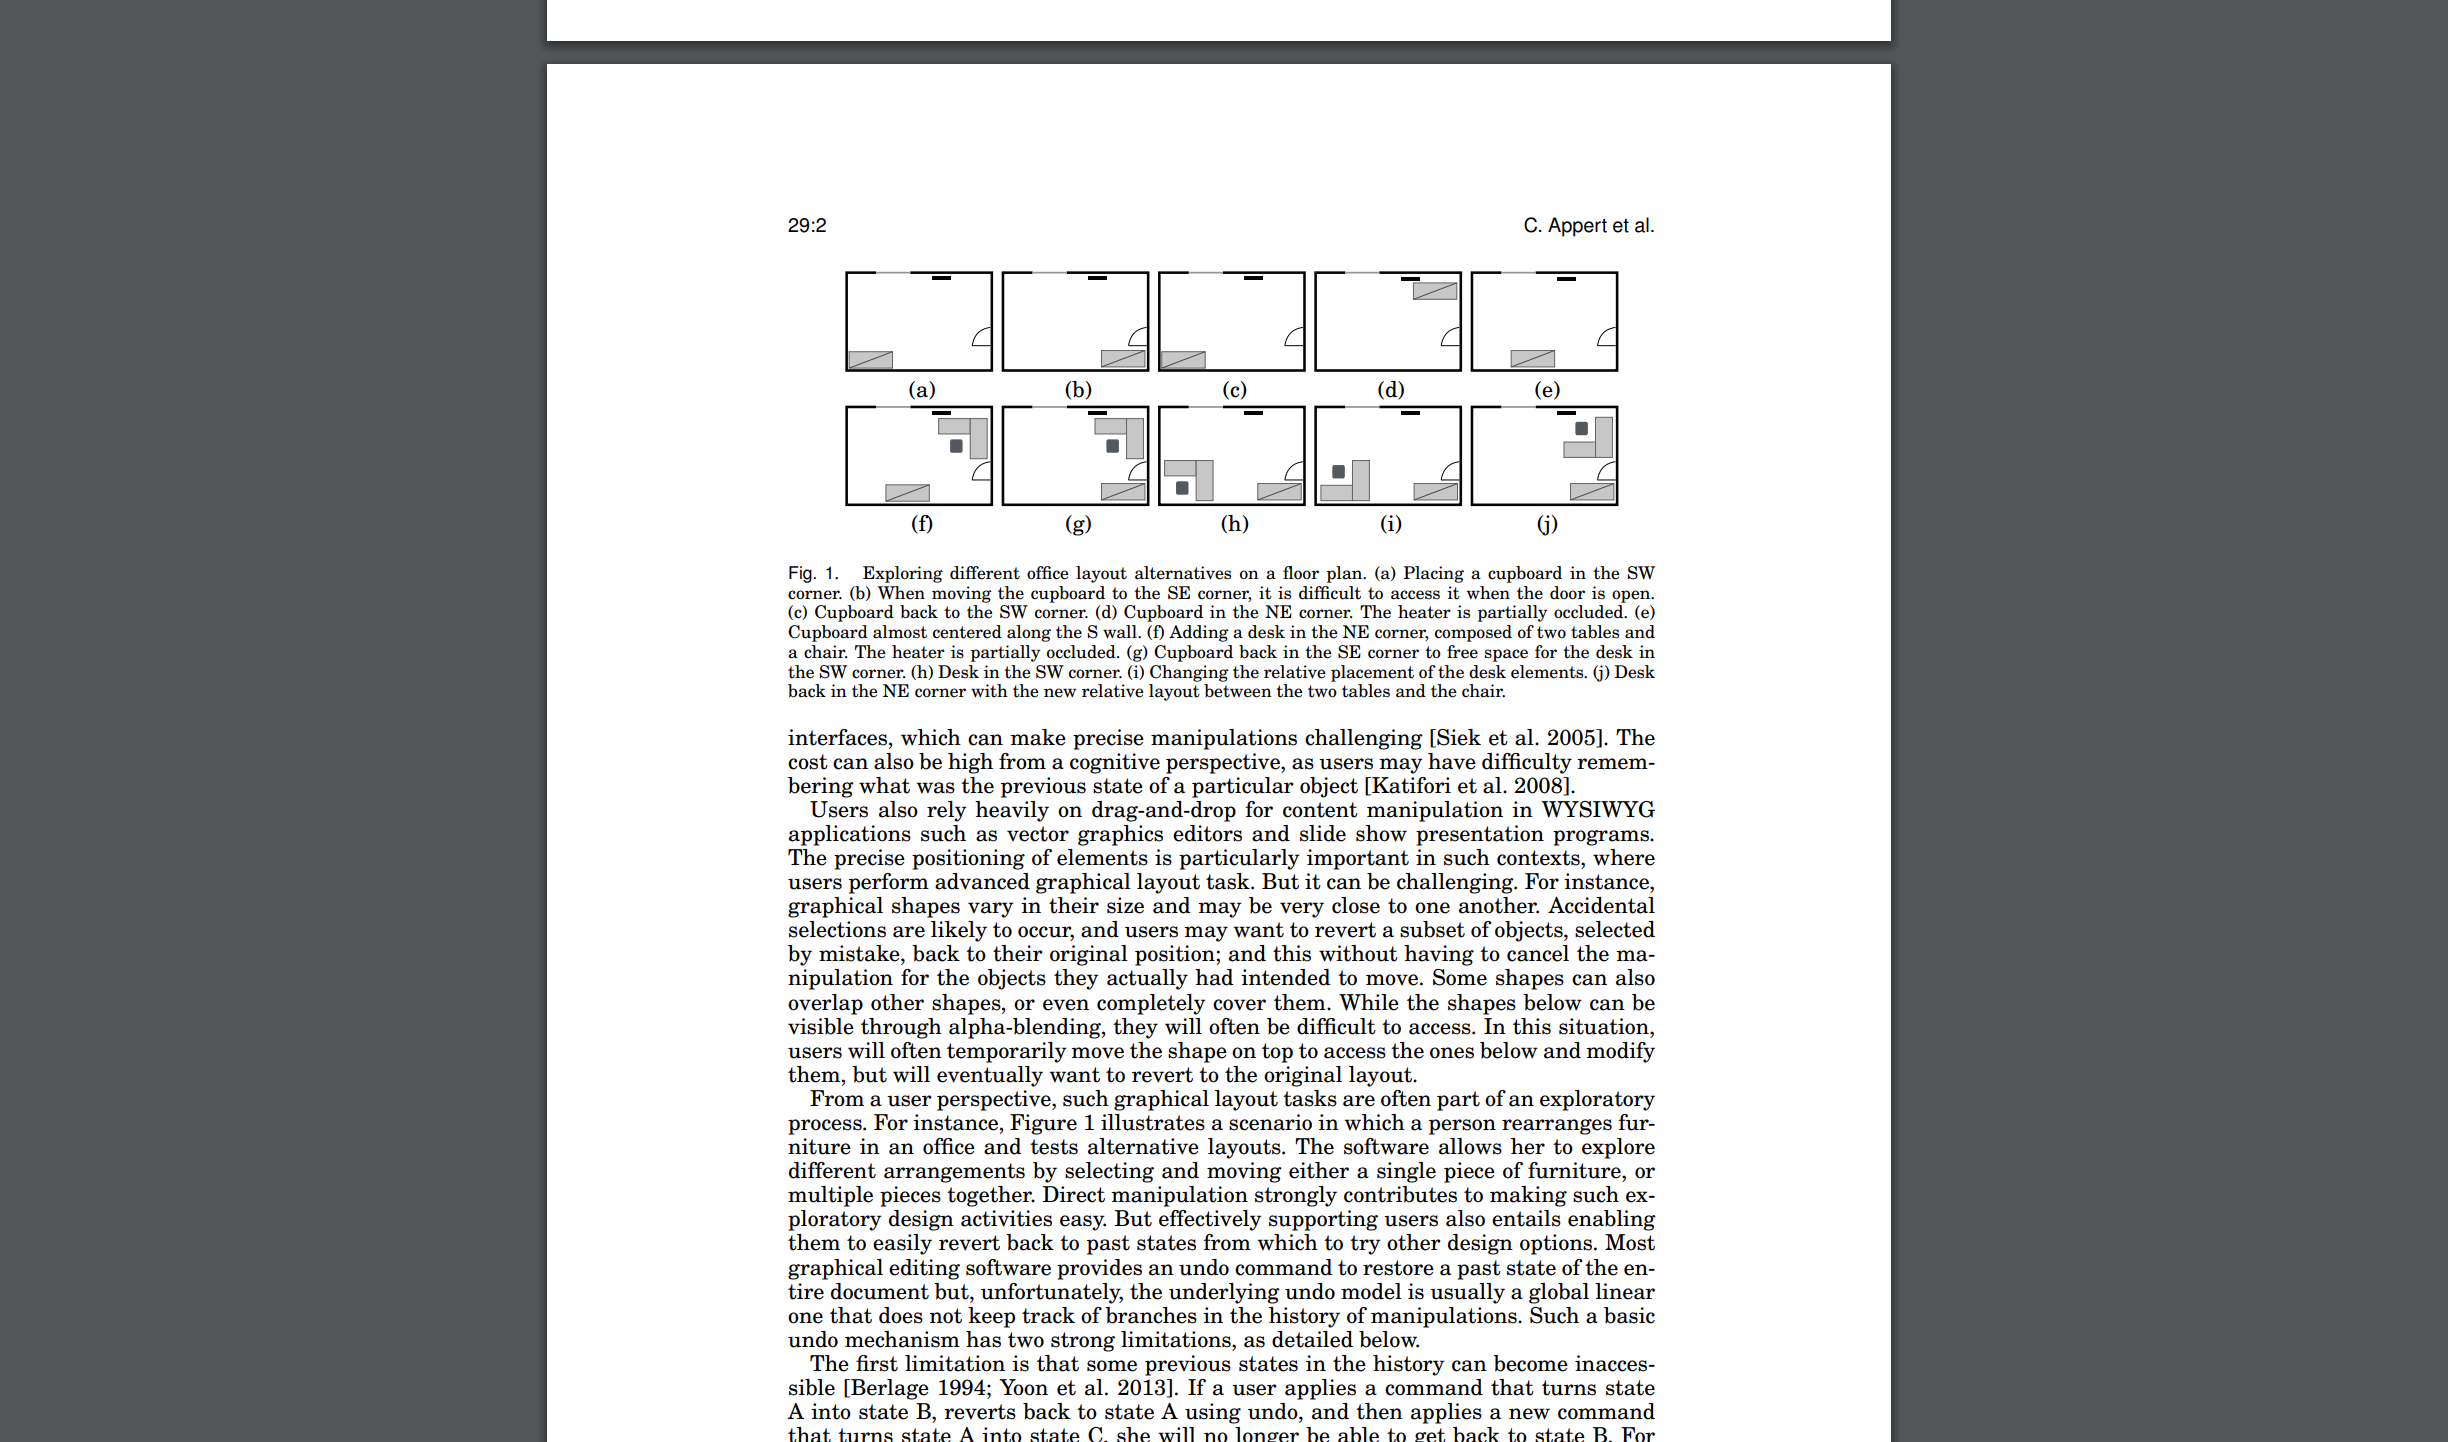 29:2
C. Appert et al.
(a) (b) (c) (d) (e)
(f) (g) (h) (i) (j)
Fig. 1. Exploring different office layout alternatives on a floor plan. (a) Placing a cupboard in the SW
corner. (b) When moving the cupboard to the SE corner, it is difficult to access it when the door is open.
(c) Cupboard back to the SW corner. (d) Cupboard in the NE corner. The heater is partially occluded. (e)
Cupboard almost centered along the S wall. (f) Adding a desk in the NE corner, composed of two tables and
a chair. The heater is partially occluded. (g) Cupboard back in the SE corner to free space for the desk in
the SW corner. (h) Desk in the SW corner. (i) Changing the relative placement of the desk elements. (j) Desk
back in the NE corner with the new relative layout between the two tables and the chair.
interfaces, which can make precise manipulations challenging [Siek et al. 2005]. The
cost can also be high from a cognitive perspective, as users may have difficulty remem-
bering what was the previous state of a particular object [Katifori et al. 2008].
Users also rely heavily on drag-and-drop for content manipulation in WYSIWYG
applications such as vector graphics editors and slide show presentation programs.
The precise positioning of elements is particularly important in such contexts, where
users perform advanced graphical layout task. But it can be challenging. For instance,
graphical shapes vary in their size and may be very close to one another. Accidental
selections are likely to occur, and users may want to revert a subset of objects, selected
by mistake, back to their original position; and this without having to cancel the ma-
nipulation for the objects they actually had intended to move. Some shapes can also
overlap other shapes, or even completely cover them. While the shapes below can be
visible through alpha-blending, they will often be difficult to access. In this situation,
users will often temporarily move the shape on top to access the ones below and modify
them, but will eventually want to revert to the original layout.
From a user perspective, such graphical layout tasks are often part of an exploratory
process. For instance, Figure 1 illustrates a scenario in which a person rearranges fur-
niture in an office and tests alternative layouts. The software allows her to explore
different arrangements by selecting and moving either a single piece of furniture, or
multiple pieces together. Direct manipulation strongly contributes to making such ex-
ploratory design activities easy. But effectively supporting users also entails enabling
them to easily revert back to past states from which to try other design options. Most
graphical editing software provides an undo command to restore a past state of the en-
tire document but, unfortunately, the underlying undo model is usually a global linear
one that does not keep track of branches in the history of manipulations. Such a basic
undo mechanism has two strong limitations, as detailed below.
The first limitation is that some previous states in the history can become inacces-
sible [Berlage 1994; Yoon et al. 2013]. If a user applies a command that turns state
A into state B, reverts back to state A using undo, and then applies a new command
that turns state A into state C, she will no longer be able to get back to state B. For